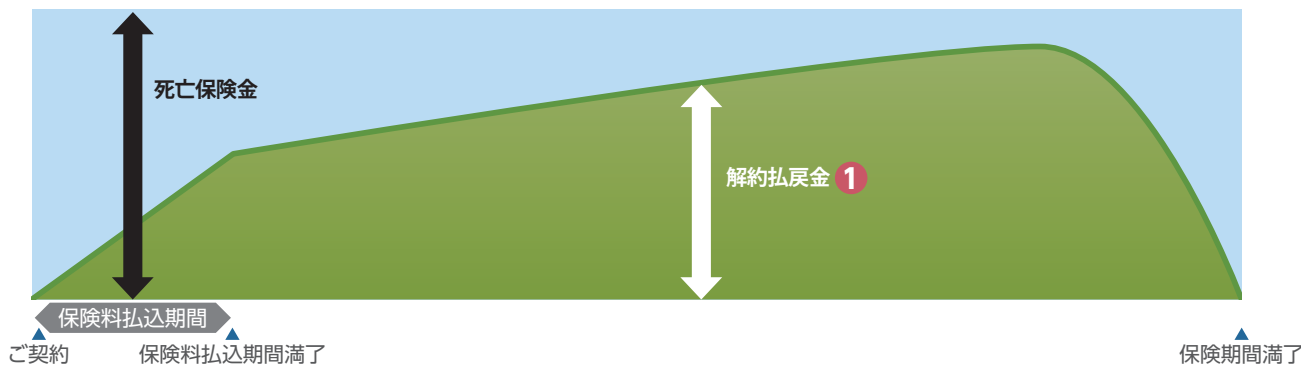 死亡保険金
解約払戻金 1
保険料払込期間
ご契約
保険料払込期間満了
保険期間満了